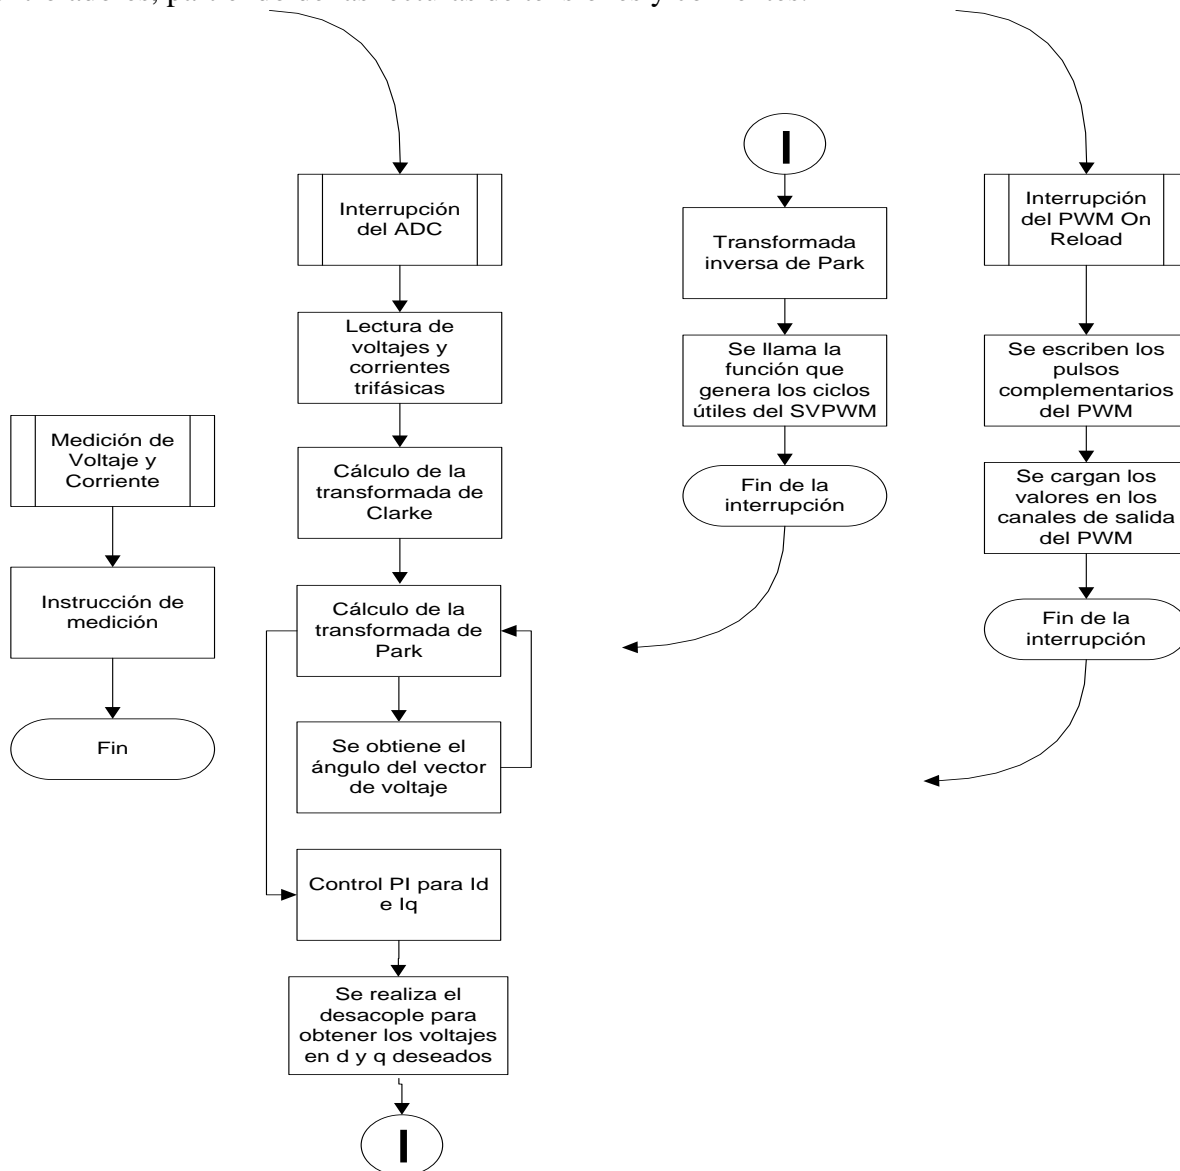 Interrupción
del ADC
Lectura de
voltajes y
corrientes
trifásicas
Medición de
Voltaje y
Corriente
Instrucción de
medición
Fin
Cálculo de la
transformada de
Clarke
Cálculo de la
transformada de
Park
Se obtiene el
ángulo del vector
de voltaje
Control PI para Id
e Iq
Se realiza el
desacople para
obtener los voltajes
en d y q deseados
I
I
Transformada
inversa de Park
Se llama la
función que
genera los ciclos
útiles del SVPWM
Fin de la
interrupción
Interrupción
del PWM On
Reload
Se escriben los
pulsos
complementarios
del PWM
Se cargan los
valores en los
canales de salida
del PWM
Fin de la
interrupción